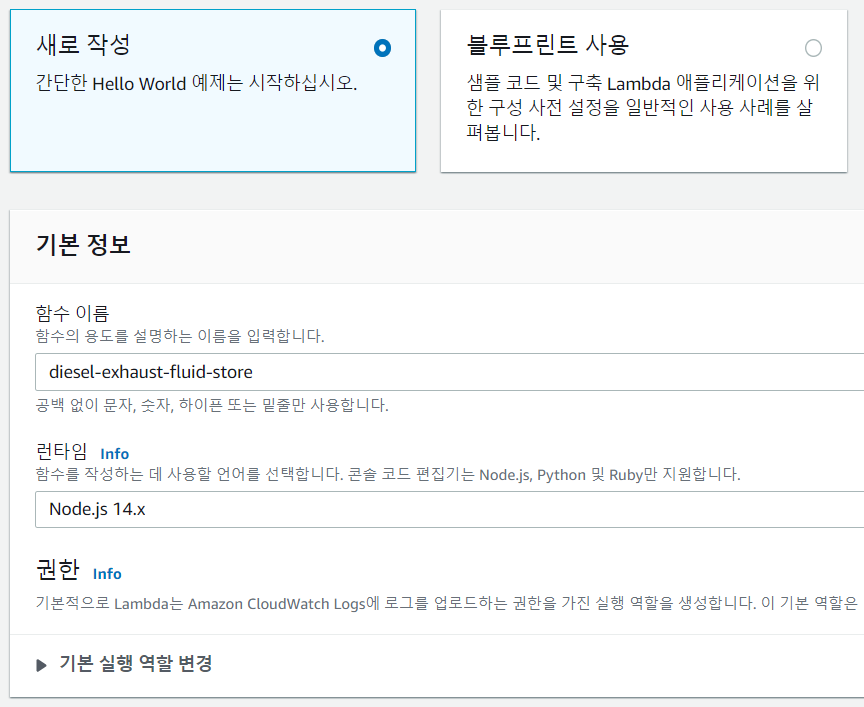 새로 작성
간단한 Hello World 예제는 시작하십시오.
블루프린트 사용
샘플 코드 및 구축 Lambda 애플리케이션을 위
한 구성 사전 설정을 일반적인 사용 사례를 살
펴봅니다.
기본 정보
함수 이름
함수의 용도를 설명하는 이름을 입력합니다.
diesel-exhaust-fluid-store
공백 없이 문자, 숫자, 하이픈 또는 밑줄만 사용합니다.
런타임 Info
함수를 작성하는 데 사용할 언어를 선택합니다. 콘솔 코드 편집기는 Node.js, Python 및 Ruby만 지원합니다.
Node.js 14.x
권한 Info
기본적으로 Lambda는 Amazon CloudWatch Logs에 로그를 업로드하는 권한을 가진 실행 역할을 생성합니다. 이 기본 역할은
기본 실행 역할 변경